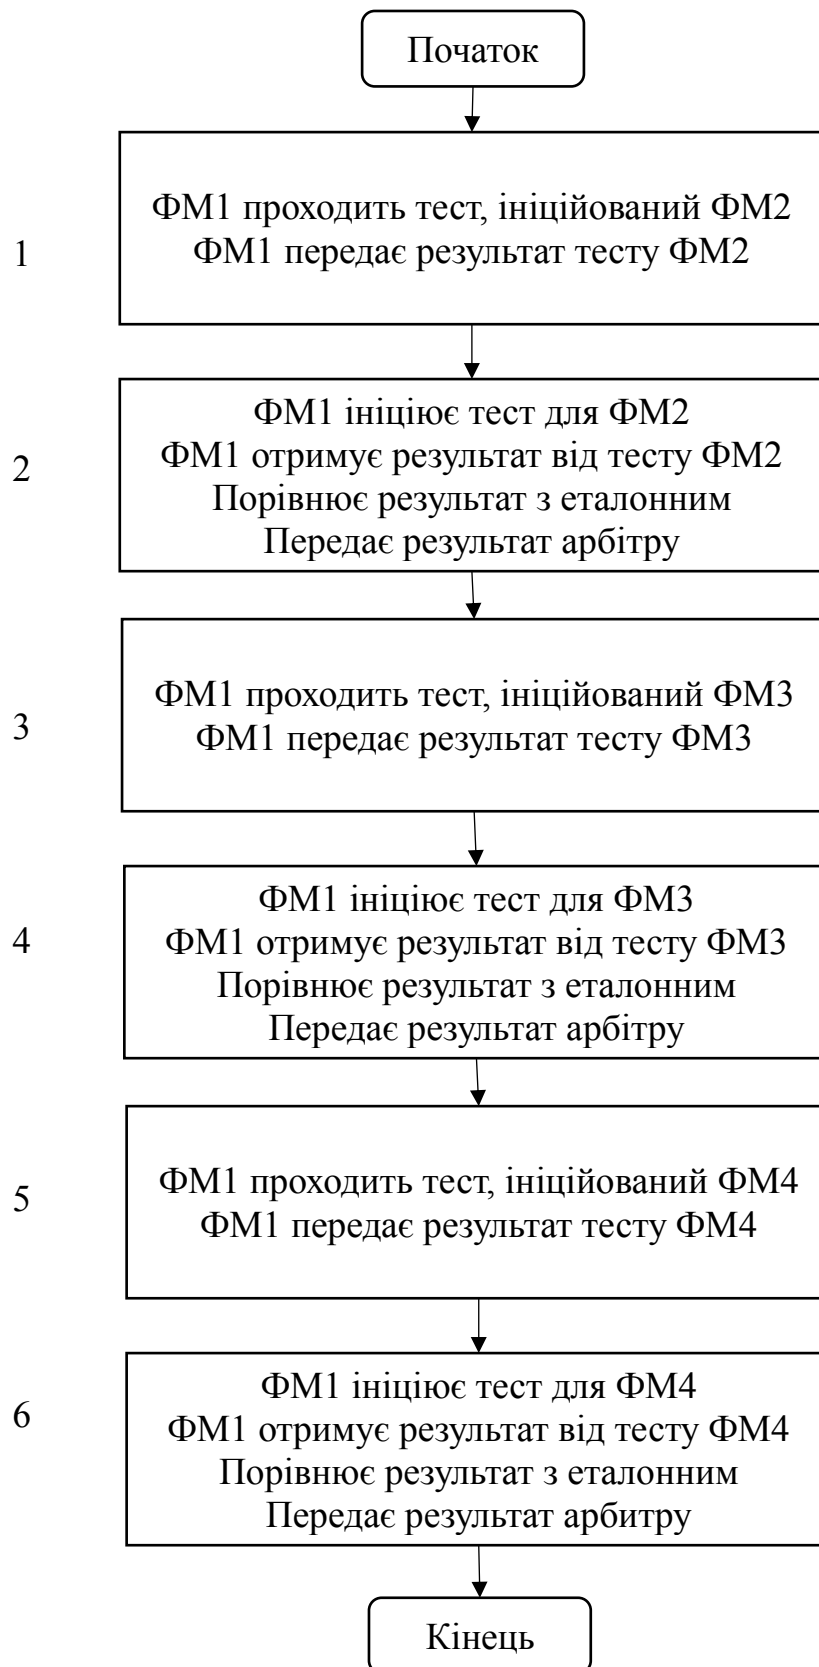 Початок
1
ФМ1 проходить тест, ініційований ФМ2
ФМ1 передає результат тесту ФМ2
2
ФМ1 ініціює тест для ФМ2
ФМ1 отримує результат від тесту ФМ2
Порівнює результат з еталонним
Передає результат арбітру
3
ФМ1 проходить тест, ініційований ФМ3
ФМ1 передає результат тесту ФМ3
4
ФМ1 ініціює тест для ФМ3
ФМ1 отримує результат від тесту ФМ3
Порівнює результат з еталонним
Передає результат арбітру
5
ФМ1 проходить тест, ініційований ФМ4
ФМ1 передає результат тесту ФМ4
6
ФМ1 ініціює тест для ФМ4
ФМ1 отримує результат від тесту ФМ4
Порівнює результат з еталонним
Передає результат арбитру
Кінець